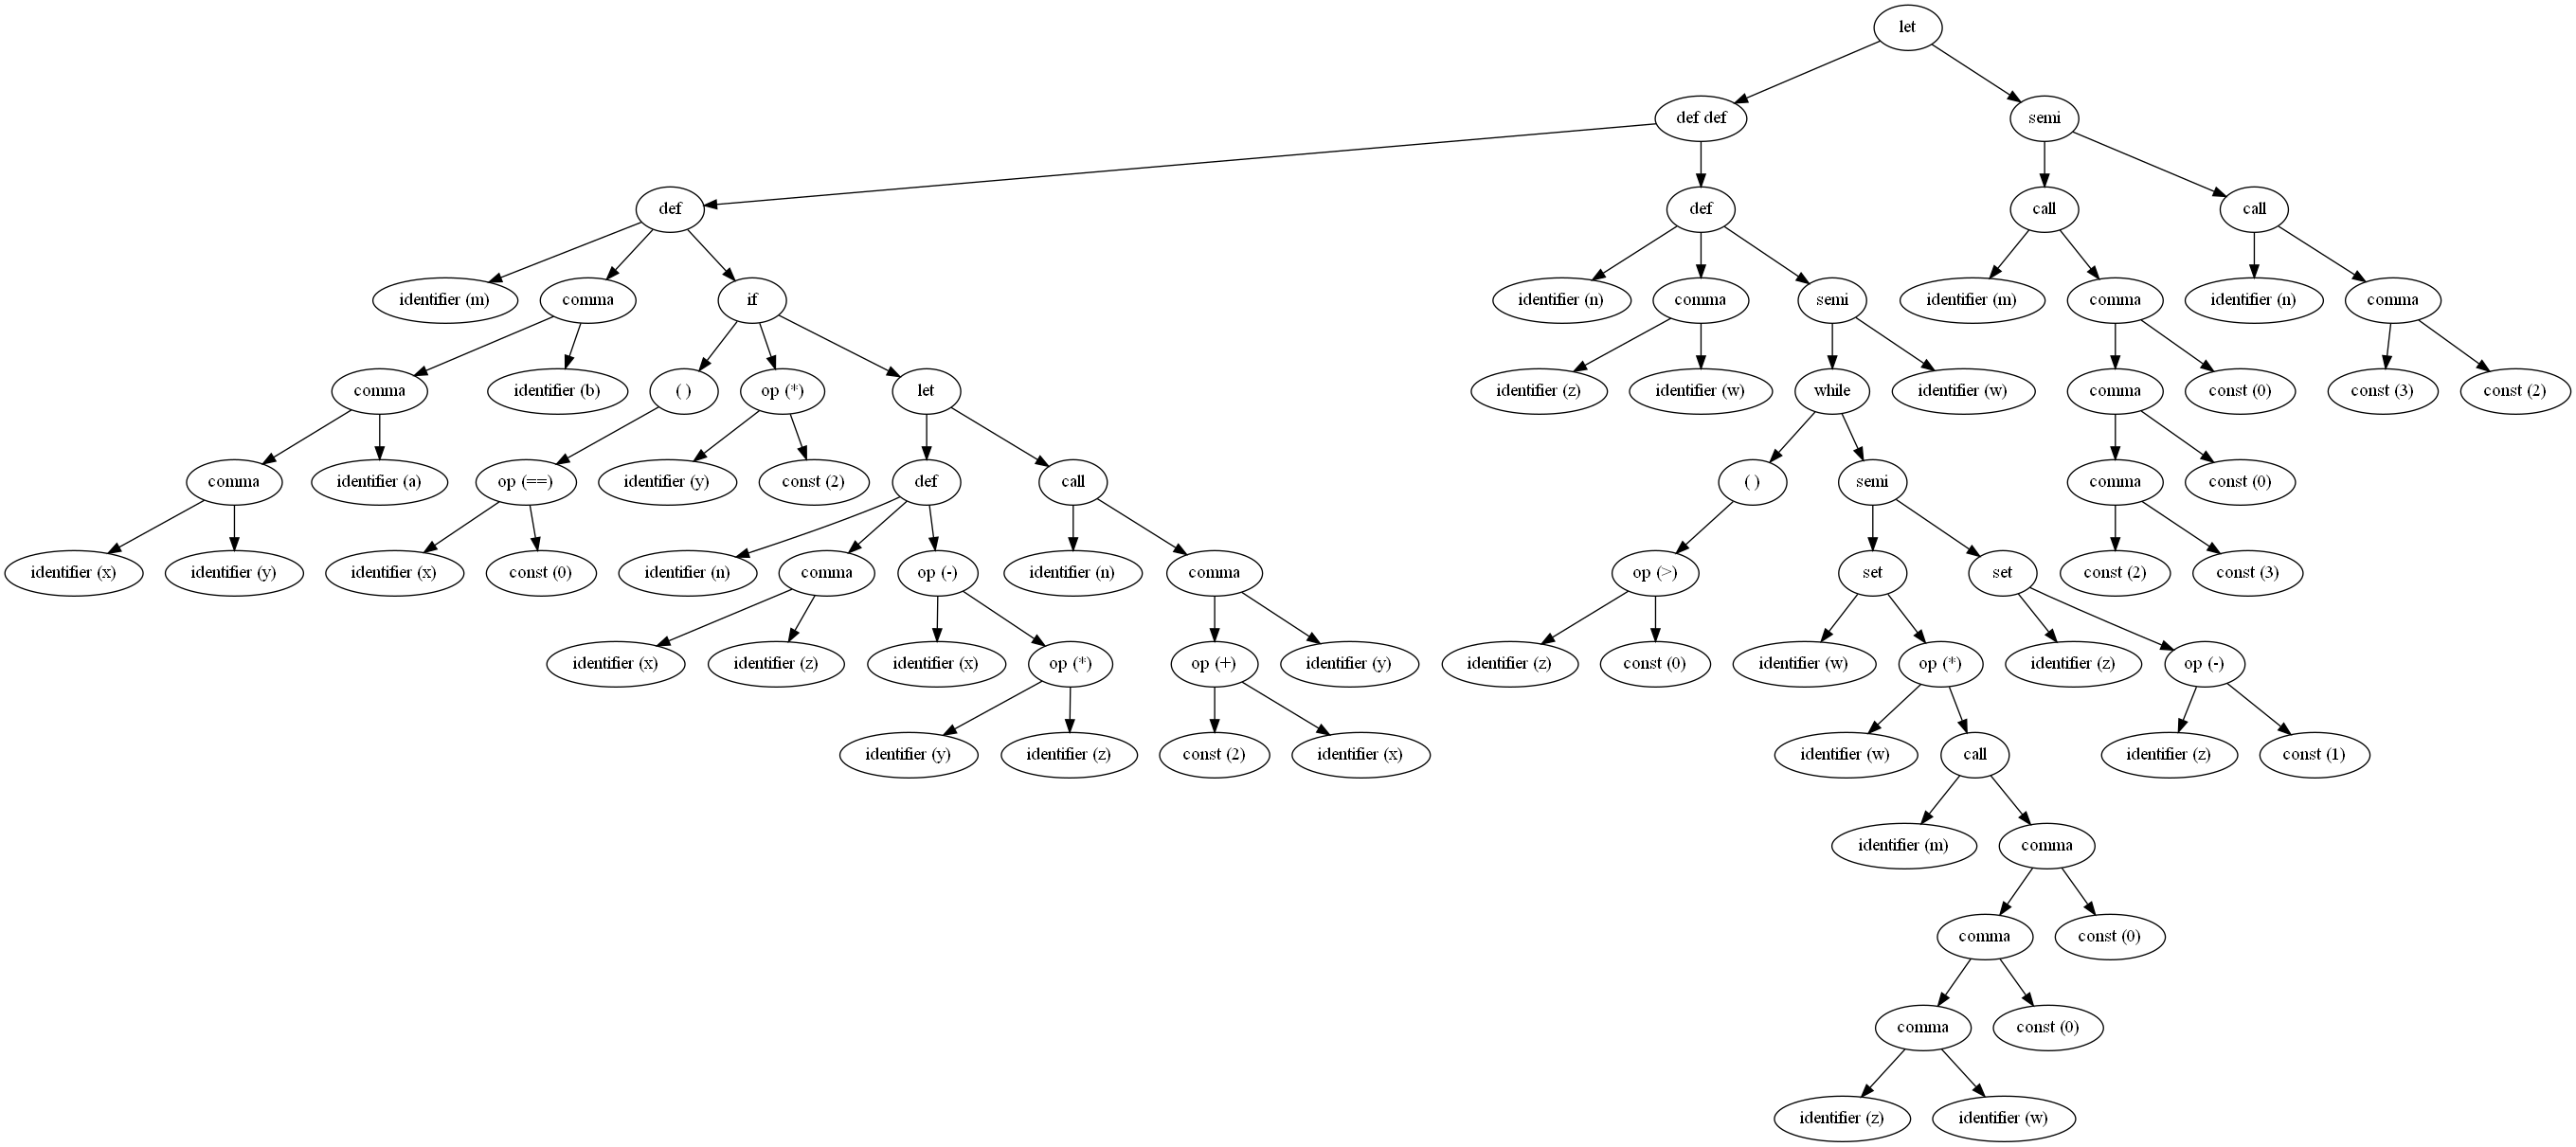 let
def def
semi
def
def
call
call
identifier (m)
comma
if
identifier (n)
comma
semi
identifier (m)
comma
identifier (n)
comma
comma
identifier (b)
( )
op (*)
let
identifier (z)
identifier (w)
while
identifier (w)
comma
const (0)
const (3)
const (2)
comma
identifier (a)
op (==)
identifier (y)
const (2)
def
call
( )
semi
comma
const (0)
identifier (x)
identifier (y)
identifier (x)
const (0)
identifier (n)
comma
op (-)
identifier (n)
comma
op (>)
set
set
const (2)
const (3)
identifier (x)
identifier (z)
identifier (x)
op (*)
op (+)
identifier (y)
identifier (z)
const (0)
identifier (w)
op (*)
identifier (z)
op (-)
identifier (y)
identifier (z)
const (2)
identifier (x)
identifier (w)
call
identifier (z)
const (1)
identifier (m)
comma
comma
const (0)
comma
const (0)
identifier (z)
identifier (w)